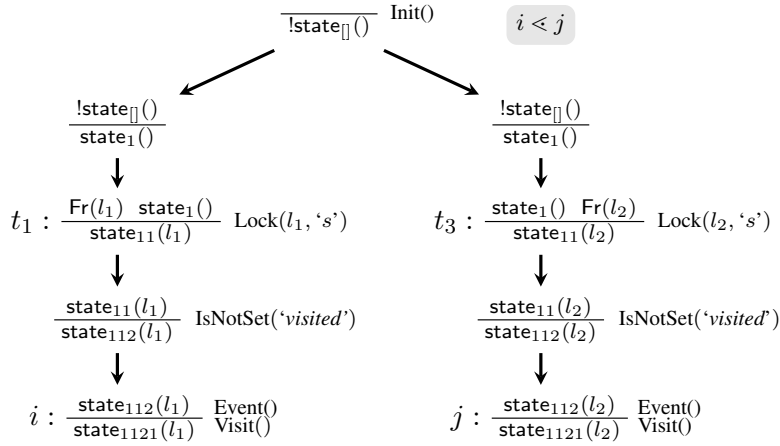 !state[]() Init()
i ⋖ j
!state[]()
state1()
!state[]()
state1()
t1 : Fr(l1) state1() Lock(l1, ‘s’)
state11(l1)
t3 : state1() Fr(l2) Lock(l2, ‘s’)
state11(l2)
state11(l1) IsNotSet(‘visited’)
state112(l1)
state11(l2) IsNotSet(‘visited’)
state112(l2)
i : state112(l1) Event()
state1121(l1) Visit()
j : state112(l2) Event()
state1121(l2) Visit()